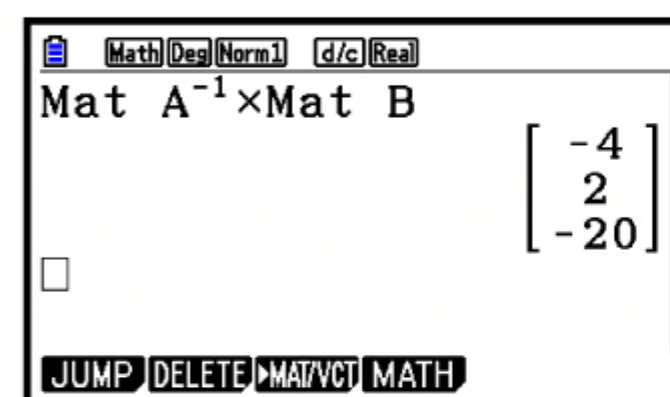 Math Deg Norm1 d/c Real
Mat A⁻¹×Mat B
[-4
2
-20]
JUMP DELETE ▶MAT/VCT MATH